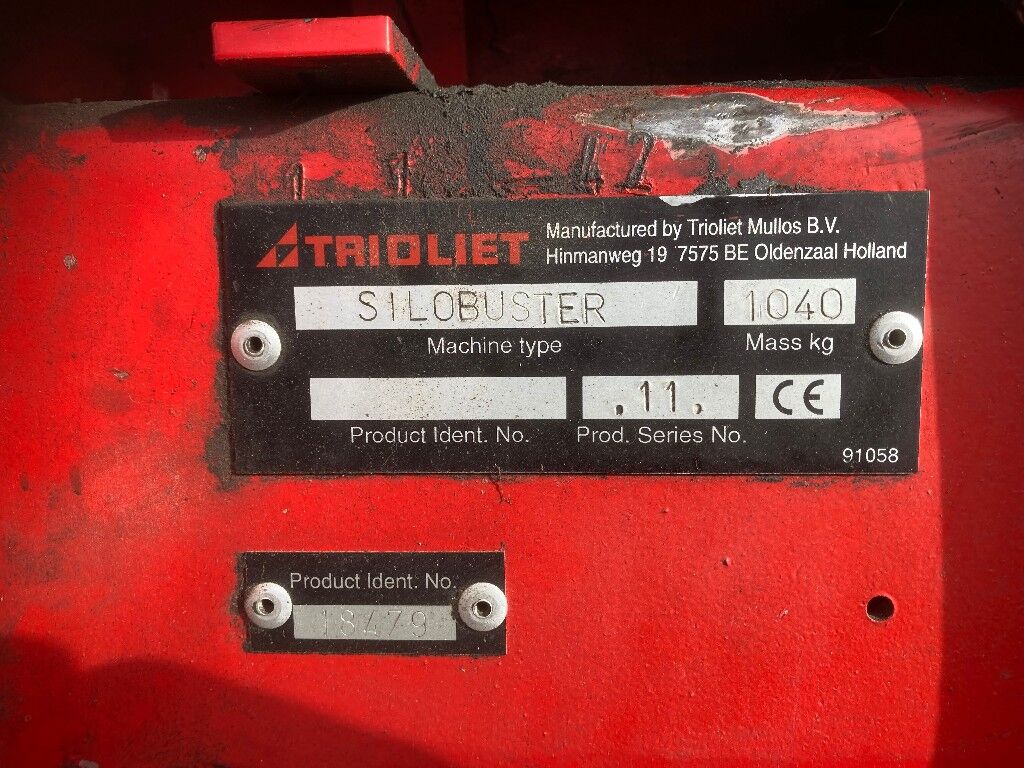 TRIOLIET
Manufactured by Trioliet Mullos B.V.
Hinmanweg 19 7575 BE Oldenzaal Holland
SILOBUSTER
1040
Machine type
Mass kg
.11.
CE
Product Ident. No.
Prod. Series No.
91058
Product Ident. No.
18479